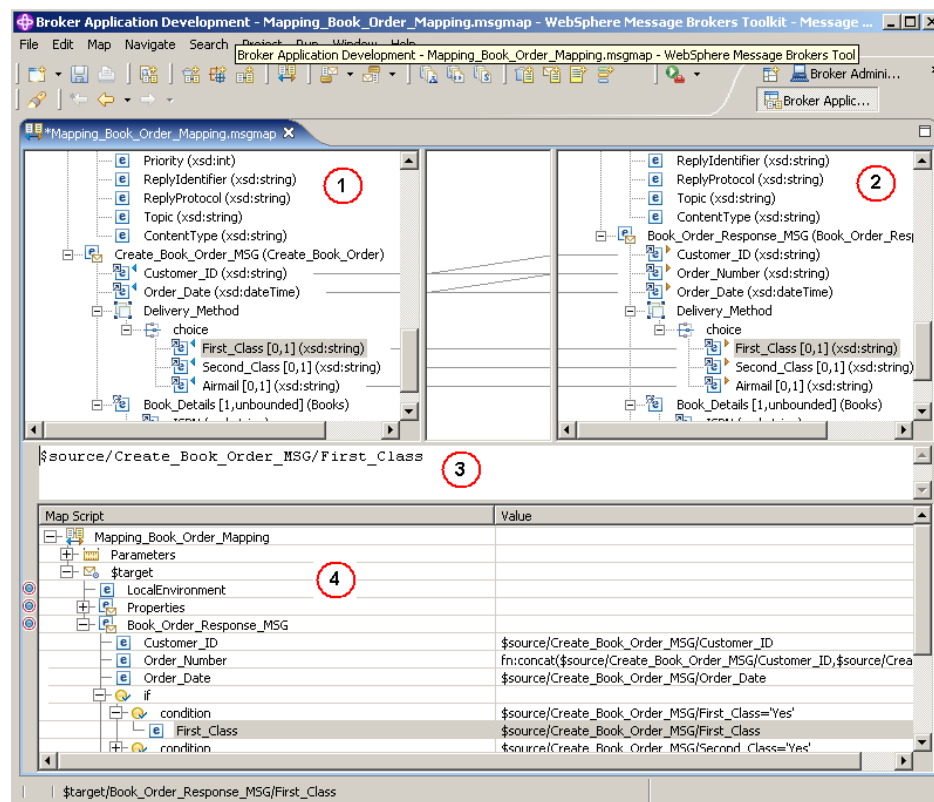 Broker Application Development - Mapping_Book_Order_Mapping.msgmap - WebSphere Message Brokers Toolkit - Message ...
File Edit Map Navigate Search
Broker Application Development - Mapping_Book_Order_Mapping.msgmap - WebSphere Message Brokers Tool
Broker Admini...
Broker Applic...
*Mapping_Book_Order_Mapping.msgmap
Priority (xsd:int)
ReplyIdentifier (xsd:string)
ReplyProtocol (xsd:string)
Topic (xsd:string)
ContentType (xsd:string)
Create_Book_Order_MSG (Create_Book_Order)
Customer_ID (xsd:string)
Order_Date (xsd:dateTime)
Delivery_Method
choice
First_Class [0,1] (xsd:string)
Second_Class [0,1] (xsd:string)
Airmail [0,1] (xsd:string)
Book_Details [1,unbounded] (Books)
1
ReplyIdentifier (xsd:string)
ReplyProtocol (xsd:string)
Topic (xsd:string)
ContentType (xsd:string)
Book_Order_Response_MSG (Book_Order_Resp
Customer_ID (xsd:string)
Order_Number (xsd:string)
Order_Date (xsd:dateTime)
Delivery_Method
choice
First_Class [0,1] (xsd:string)
Second_Class [0,1] (xsd:string)
Airmail [0,1] (xsd:string)
Book_Details [1,unbounded] (Books)
2
$source/Create_Book_Order_MSG/First_Class
3
Map Script Value
Mapping_Book_Order_Mapping
Parameters
$target
4
LocalEnvironment
Properties
Book_Order_Response_MSG
Customer_ID $source/Create_Book_Order_MSG/Customer_ID
Order_Number fn:concat($source/Create_Book_Order_MSG/Customer_ID,$source/Crea
Order_Date $source/Create_Book_Order_MSG/Order_Date
if
condition $source/Create_Book_Order_MSG/First_Class='Yes'
First_Class $source/Create_Book_Order_MSG/First_Class
condition $source/Create_Book_Order_MSG/Second_Class='Yes'
$target/Book_Order_Response_MSG/First_Class